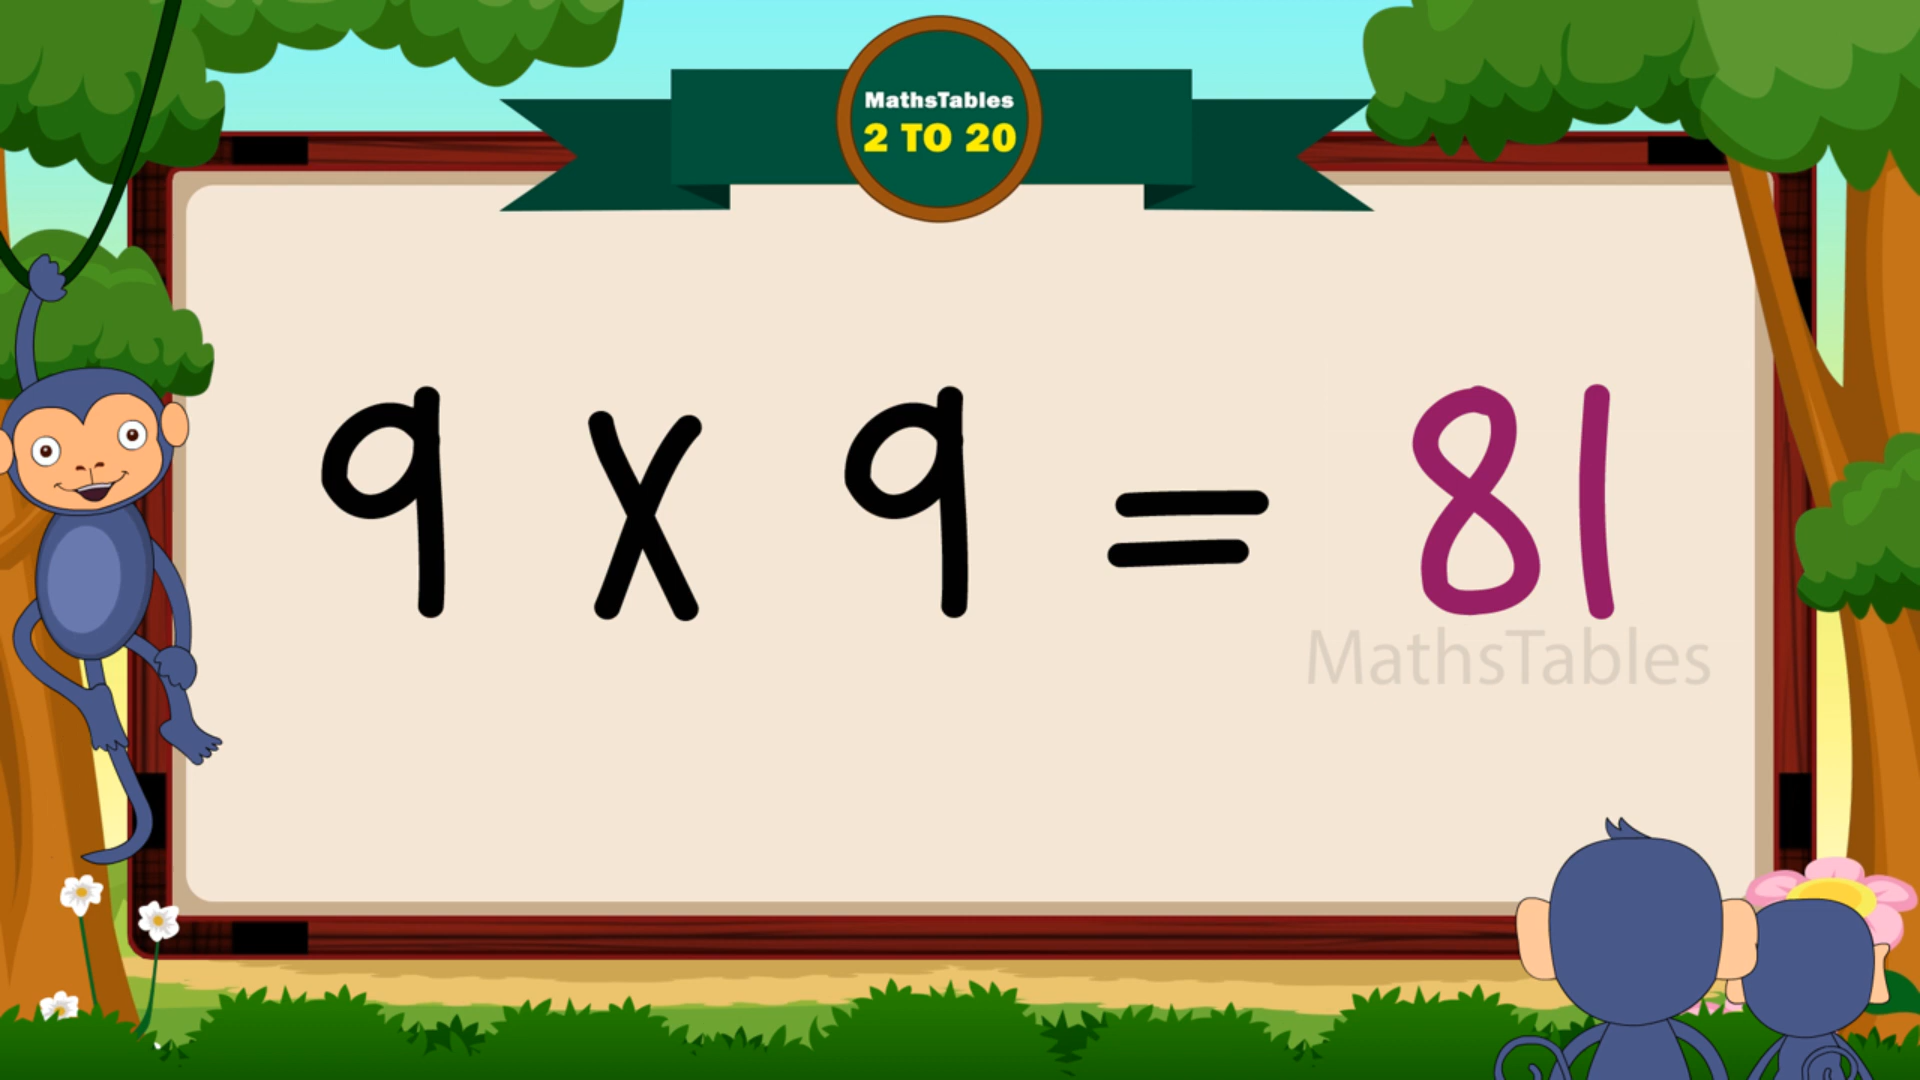 MathsTables
2 TO 20
9 x 9 = 81
MathsTables